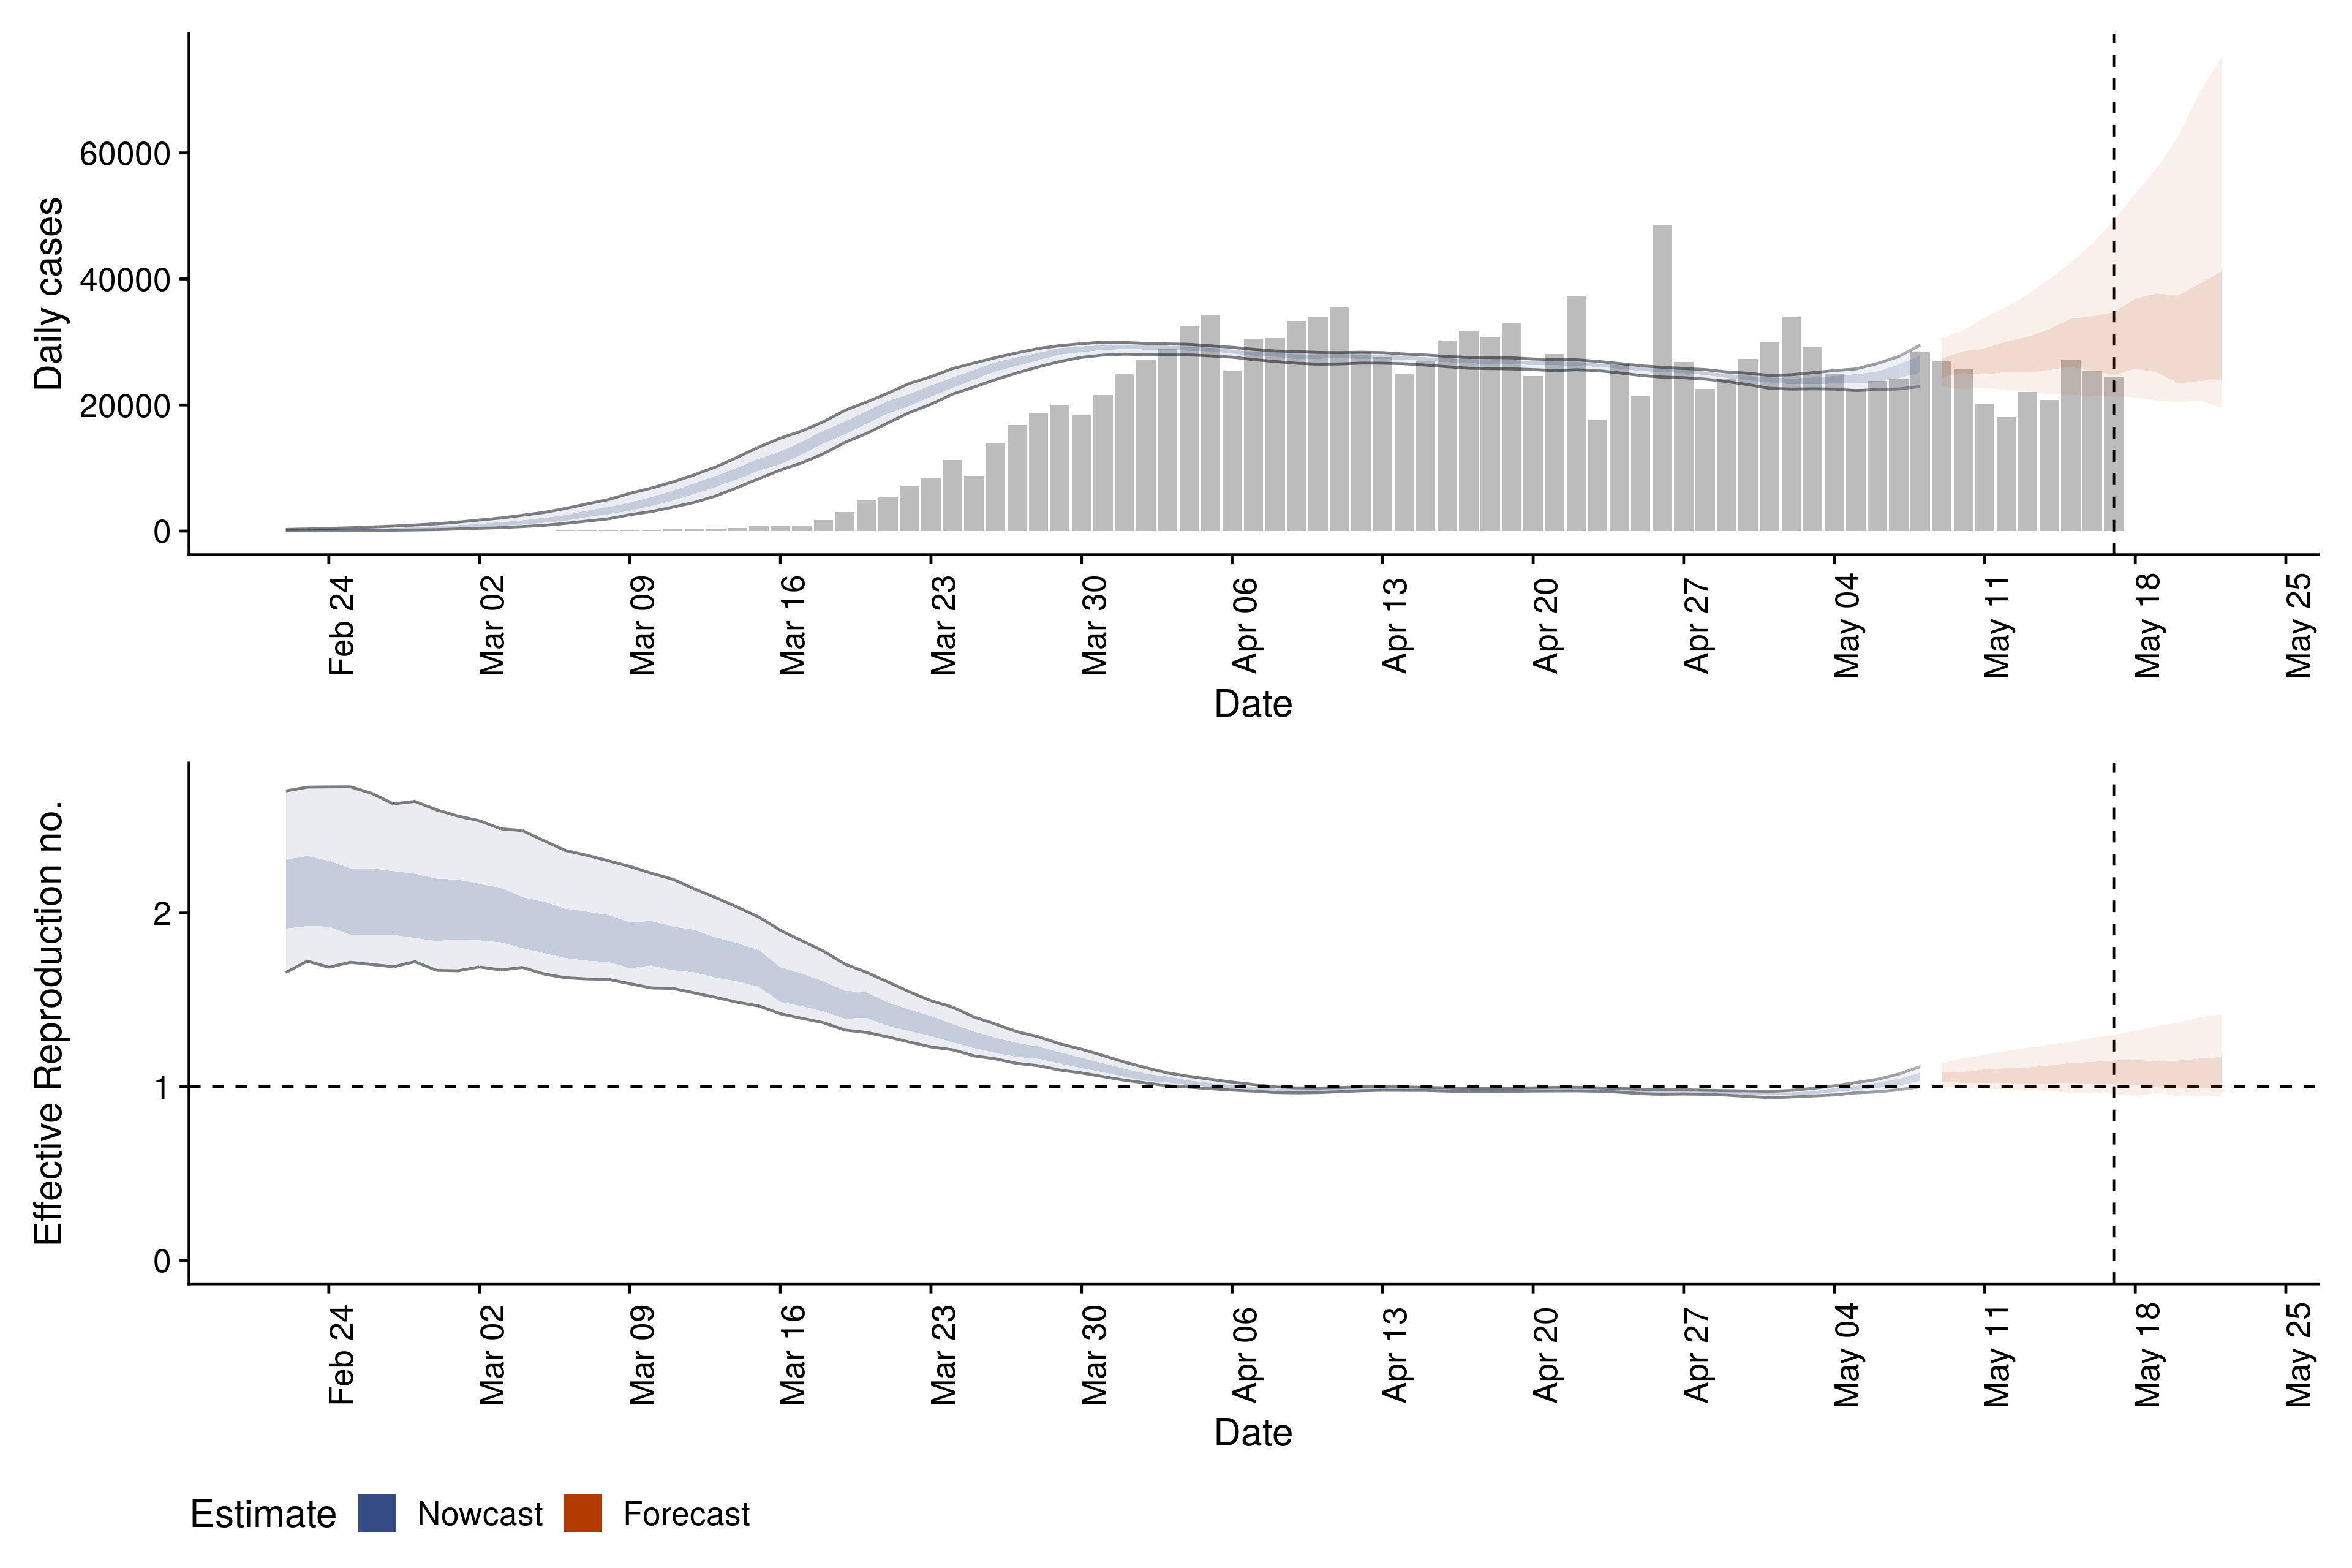 Daily cases
60000
40000
20000
0
Feb 24
Mar 02
Mar 09
Mar 16
Mar 23
Mar 30
Apr 06
Apr 13
Apr 20
Apr 27
May 04
May 11
May 18
May 25
Date
Effective Reproduction no.
2
1
0
Feb 24
Mar 02
Mar 09
Mar 16
Mar 23
Mar 30
Apr 06
Apr 13
Apr 20
Apr 27
May 04
May 11
May 18
May 25
Date
Estimate Nowcast Forecast